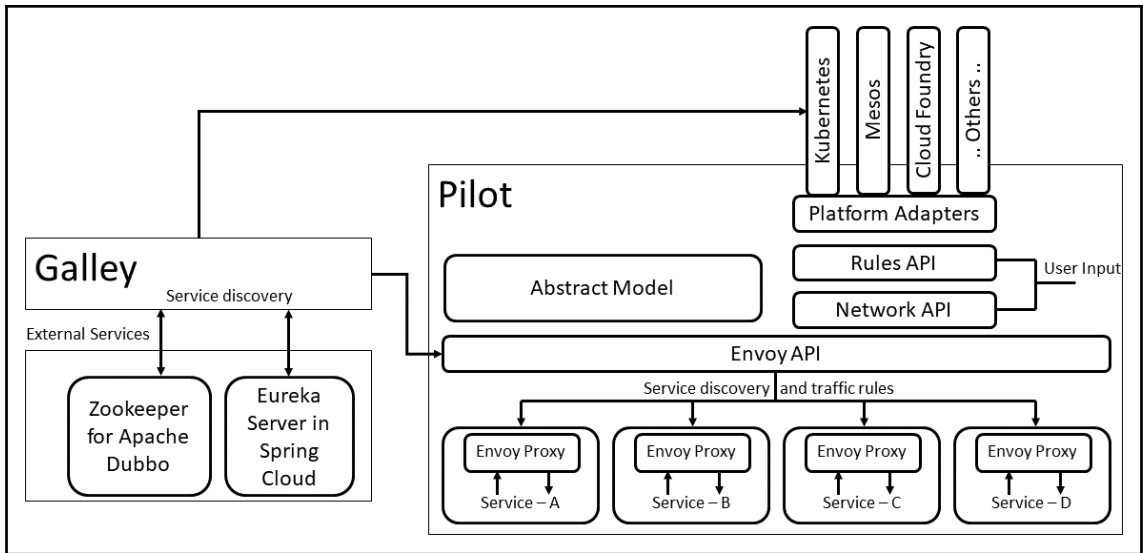 Kubernetes
Mesos
Cloud Foundry
.. Others ..
Pilot
Platform Adapters
Galley
Service discovery
Abstract Model
Rules API
User Input
Network API
External Services
Envoy API
Zookeeper
for Apache
Dubbo
Eureka
Server in
Spring
Cloud
Service discovery and traffic rules
Envoy Proxy
Service – A
Envoy Proxy
Service – B
Envoy Proxy
Service – C
Envoy Proxy
Service – D